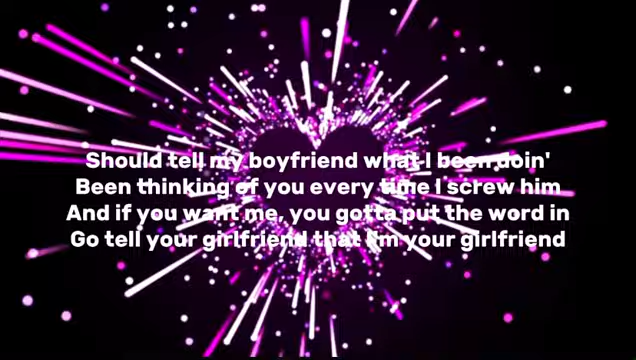 Should tell my boyfriend what I been doin'
Been thinking of you every time I screw him
And if you want me, you gotta put the word in
Go tell your girlfriend that I'm your girlfriend